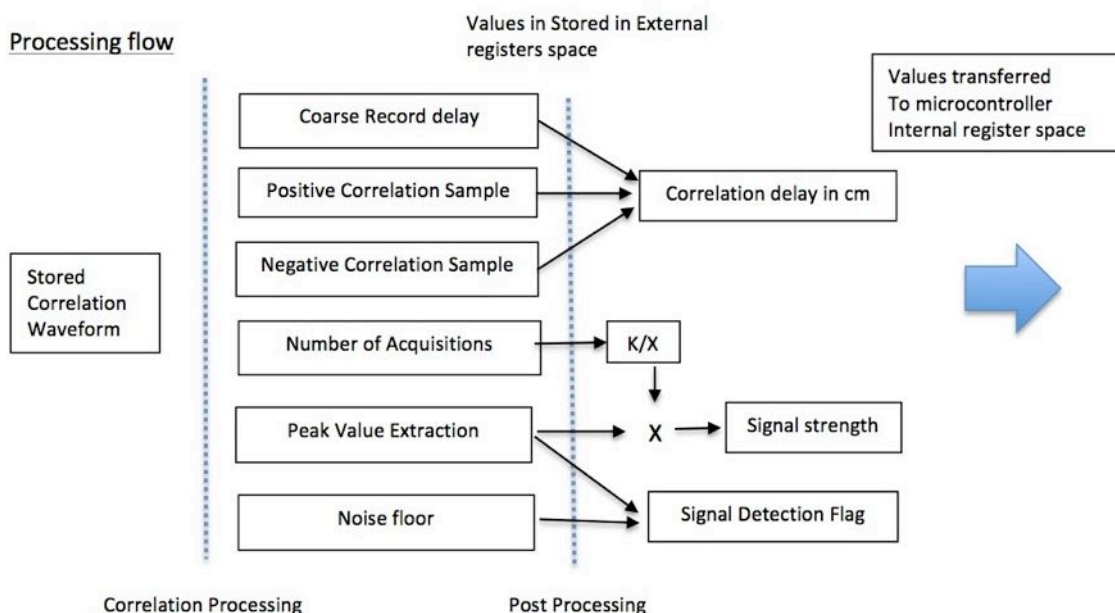 Processing flow
Values in Stored in External
registers space
Values transferred
To microcontroller
Internal register space
Coarse Record delay
Positive Correlation Sample
Correlation delay in cm
Negative Correlation Sample
Stored
Correlation
Waveform
Number of Acquisitions
K/X
Peak Value Extraction
X
Signal strength
Noise floor
Signal Detection Flag
Correlation Processing
Post Processing